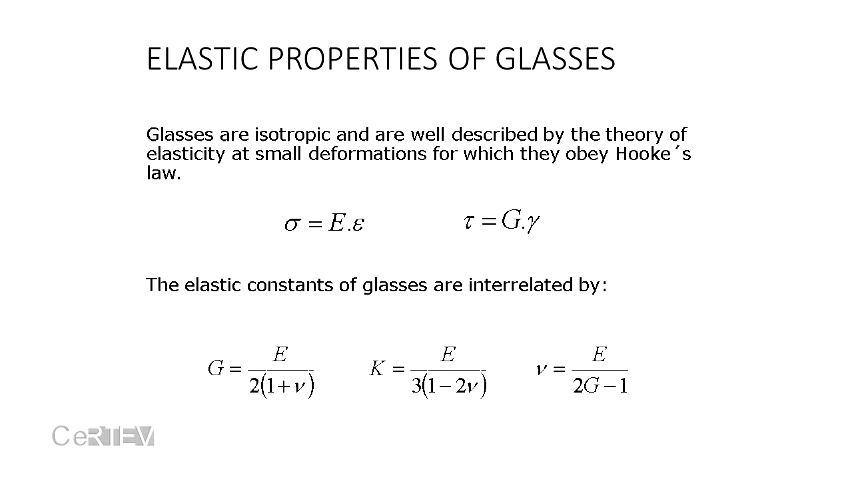 ELASTIC PROPERTIES OF GLASSES
Glasses are isotropic and are well described by the theory of
elasticity at small deformations for which they obey Hooke´s
law.
σ = E.ε    τ = G.γ
The elastic constants of glasses are interrelated by:
G = E / 2(1+ν)    K = E / 3(1−2ν)    ν = E / 2G−1
CeRTEV